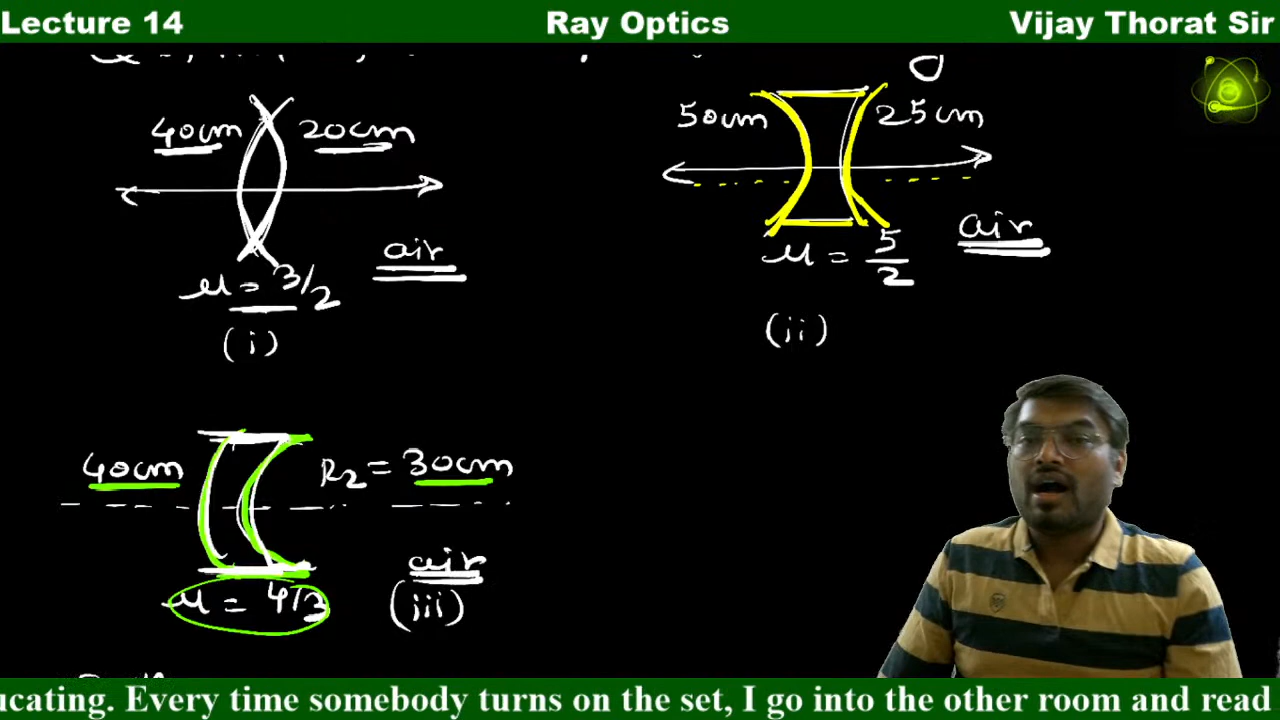 Lecture 14
Ray Optics
Vijay Thorat Sir
40cm
20cm
air
μ = 3/2
(i)
50cm
25cm
air
μ = 5/2
(ii)
40cm
R₂ = 30cm
air
μ = 4/3
(iii)
ucating. Every time somebody turns on the set, I go into the other room and read